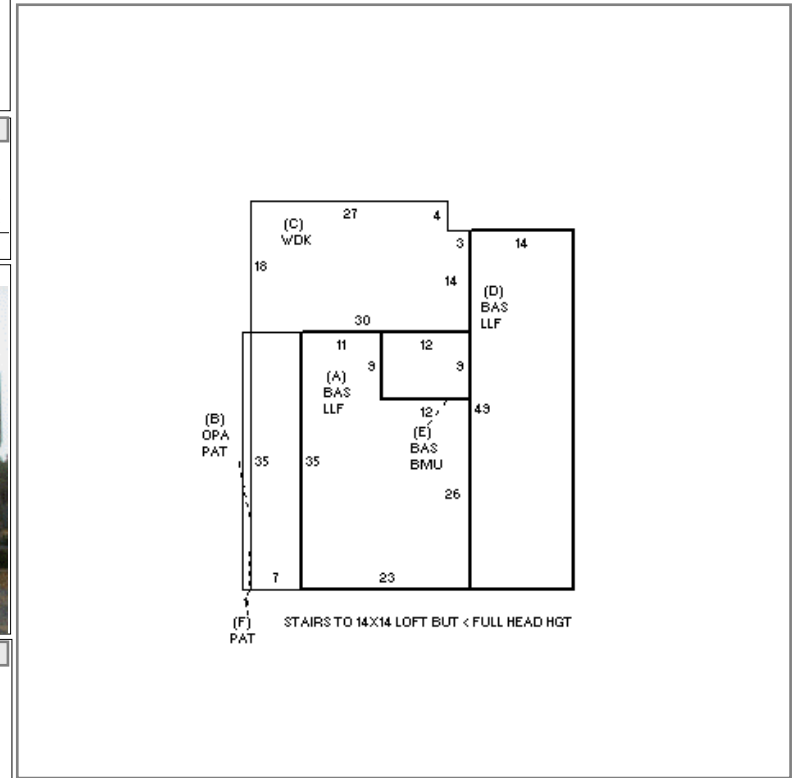 27
4
(C)
WDK
3
14
18
14
(D)
BAS
LLF
30
11
12
9
9
(A)
BAS
LLF
12
49
(B)
OPA
PAT
(E)
BAS
BMU
35
35
26
7
23
1
(F)
PAT
STAIRS TO 14X14 LOFT BUT < FULL HEAD HGT